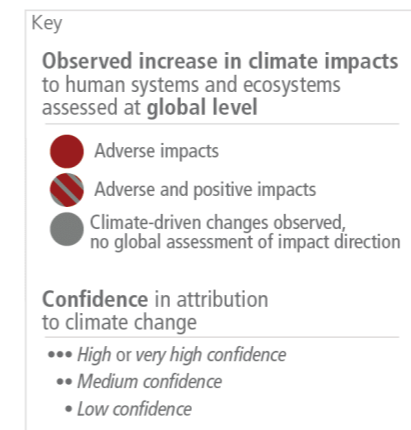 Key
Observed increase in climate impacts
to human systems and ecosystems
assessed at global level
Adverse impacts
Adverse and positive impacts
Climate-driven changes observed,
no global assessment of impact direction
Confidence in attribution
to climate change
••• High or very high confidence
•• Medium confidence
• Low confidence